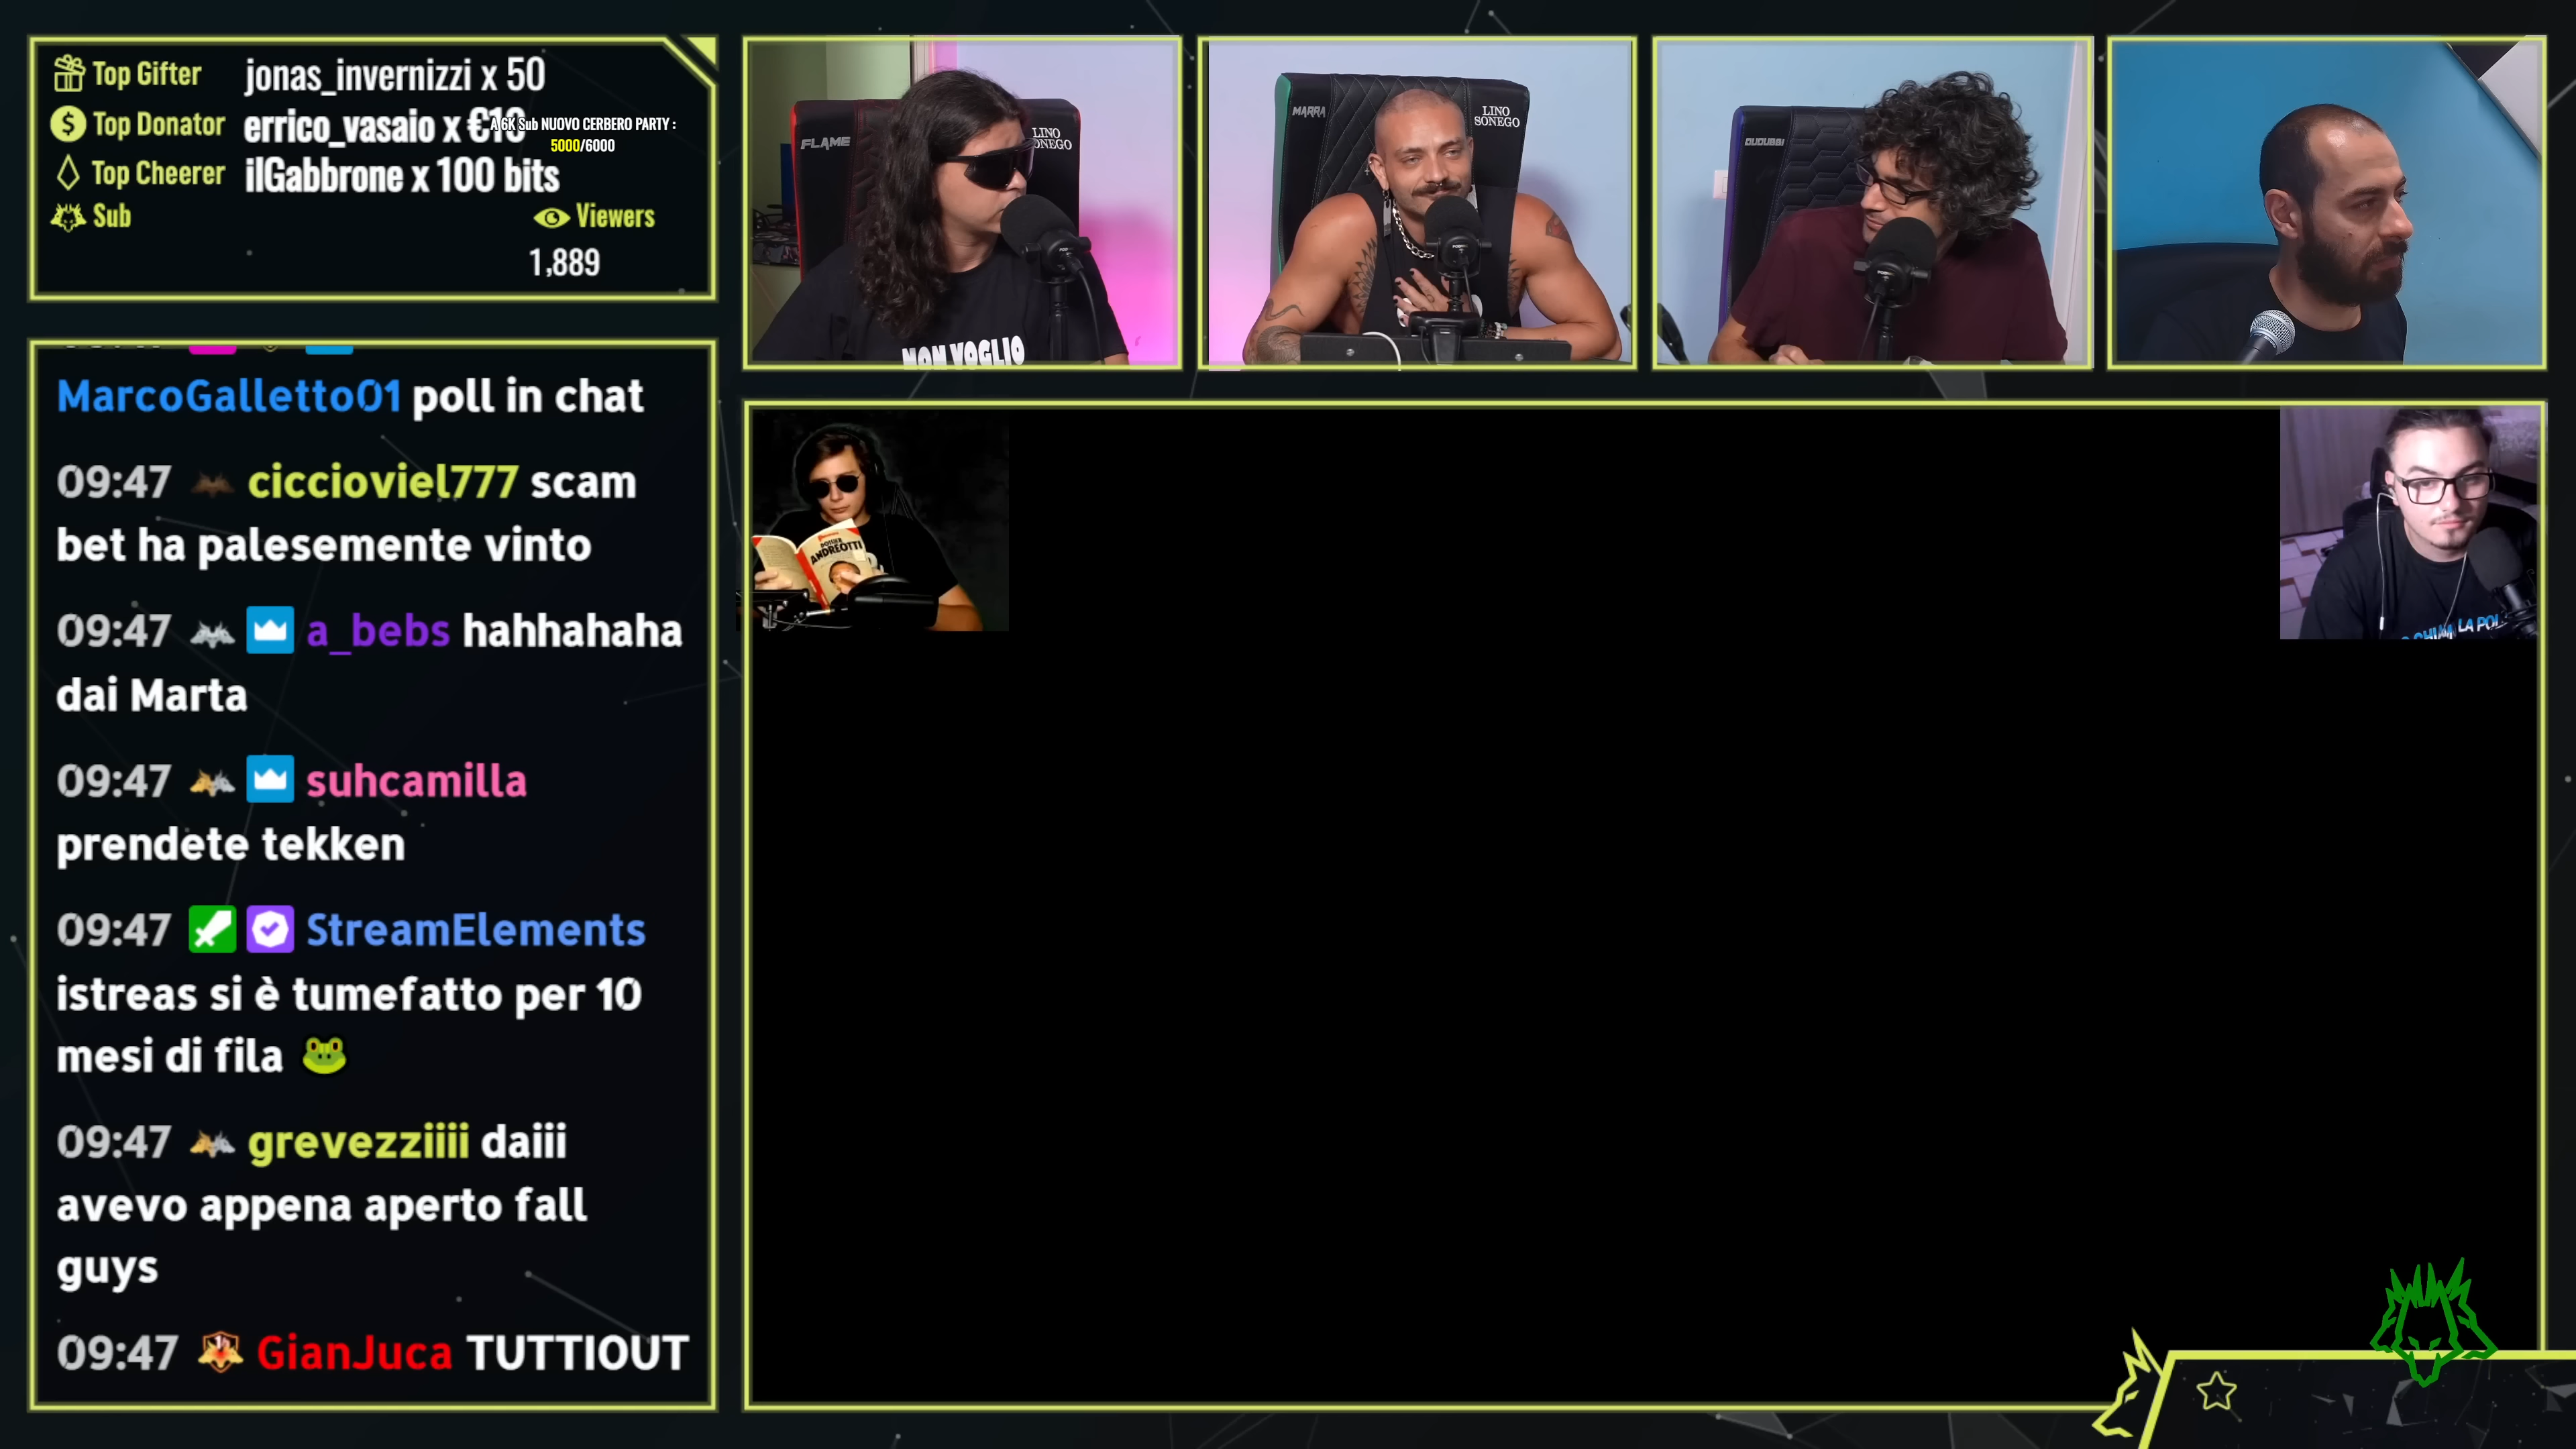 Top Gifter jonas_invernizzi x 50
Top Donator errico_vasaio x €10
A 6K Sub NUOVO CERBERO PARTY :
5000/6000
Top Cheerer ilGabbrone x 100 bits
Sub Viewers
1,889
MarcoGalletto01 poll in chat
09:47 ciccioviel777 scam
bet ha palesemente vinto
09:47 a_bebs hahhahaha
dai Marta
09:47 suhcamilla
prendete tekken
09:47 StreamElements
istreas si è tumefatto per 10
mesi di fila
09:47 grevezziiii daiii
avevo appena aperto fall
guys
09:47 GianJuca TUTTIOUT
FLAME
LINO
SONEGO
NON VOGLIO
MARRA
LINO
SONEGO
DUDUBBI
ANDREOTTI
LA POL